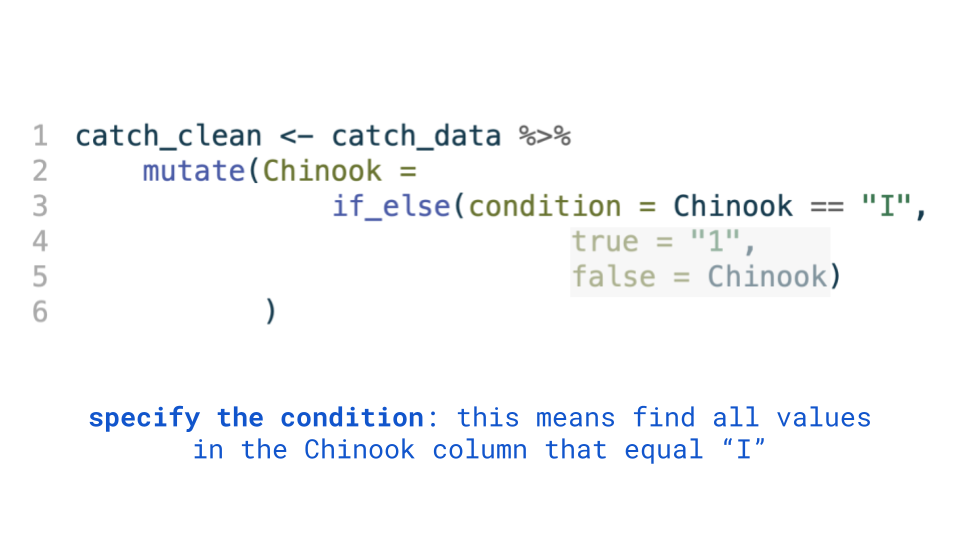 1 catch_clean <- catch_data %>%
2 mutate(Chinook =
3 if_else(condition = Chinook == "I",
4 true = "1",
5 false = Chinook)
6 )
specify the condition: this means find all values
in the Chinook column that equal “I”